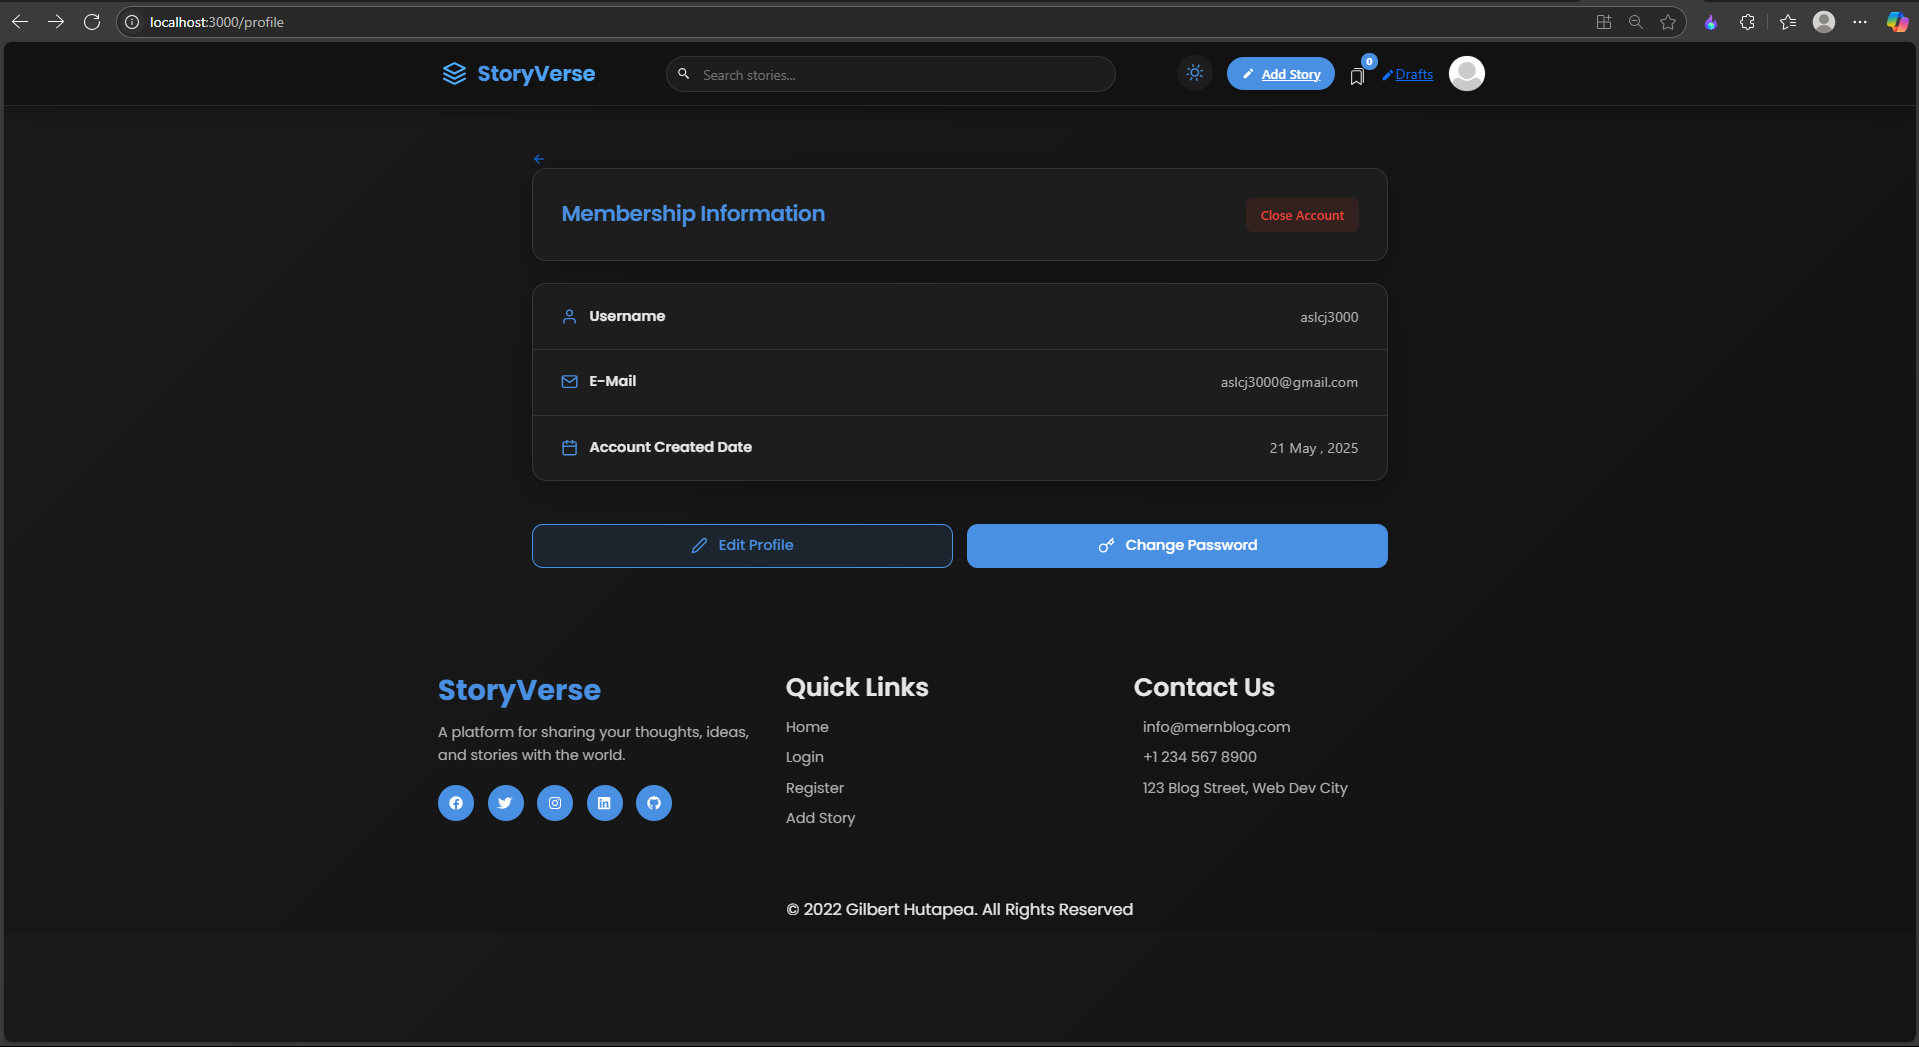 localhost:3000/profile
StoryVerse
Search stories...
Add Story
0
Drafts
Membership Information
Close Account
Username
aslcj3000
E-Mail
aslcj3000@gmail.com
Account Created Date
21 May , 2025
Edit Profile
Change Password
StoryVerse
A platform for sharing your thoughts, ideas,
and stories with the world.
Quick Links
Home
Login
Register
Add Story
Contact Us
info@mernblog.com
+1 234 567 8900
123 Blog Street, Web Dev City
© 2022 Gilbert Hutapea. All Rights Reserved